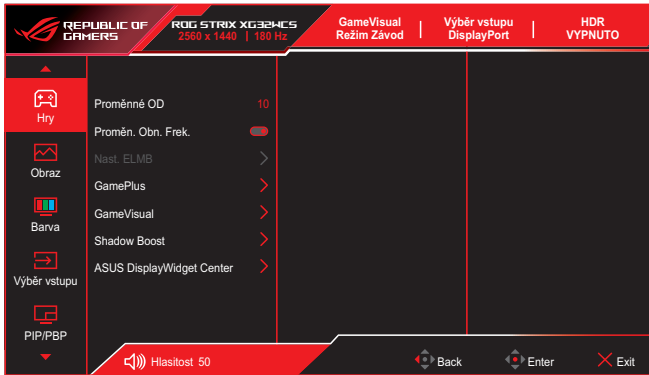 REPUBLIC OF GAMERS
ROG STRIX XG32WCS
2560 x 1440 | 180 Hz
GameVisual
Režim Závod
Výběr vstupu
DisplayPort
HDR
VYPNUTO
Hry
Obraz
Barva
Výběr vstupu
PIP/PBP
Proměnné OD 10
Proměn. Obn. Frek.
Nast. ELMB
GamePlus
GameVisual
Shadow Boost
ASUS DisplayWidget Center
Hlasitost 50
Back
Enter
Exit